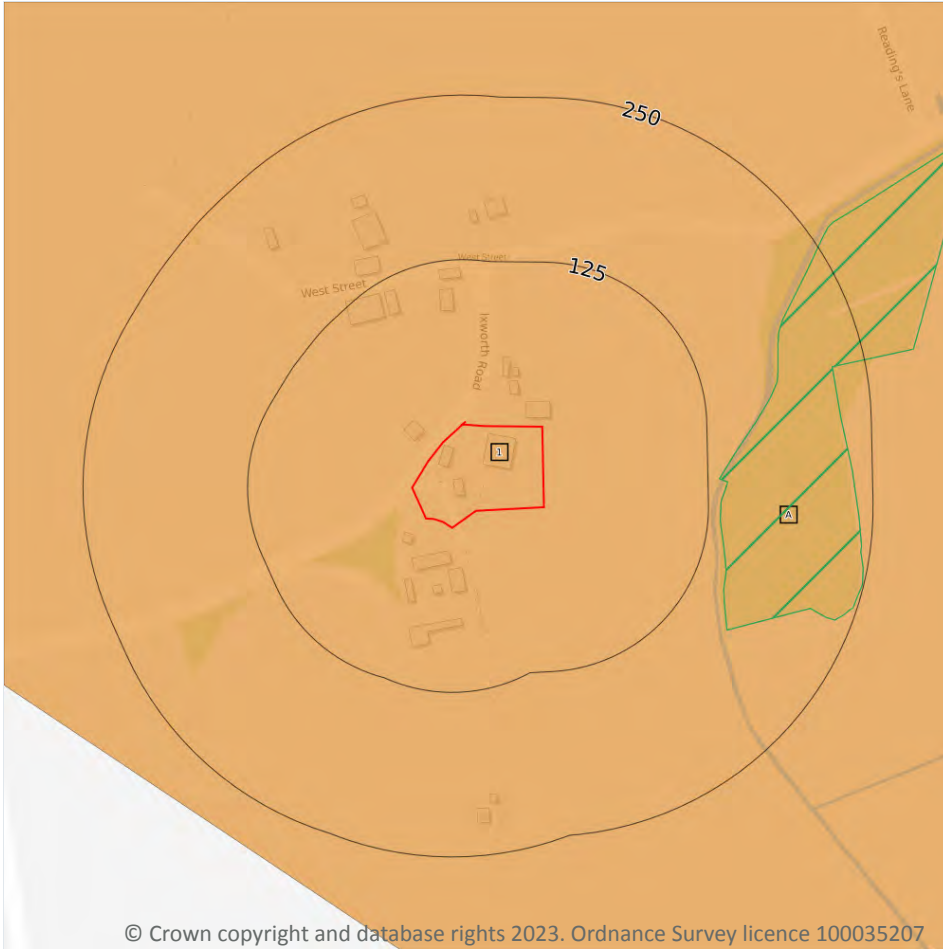 Reading's Lane
250
West Street
125
West Street
Ixworth Road
1
A
© Crown copyright and database rights 2023. Ordnance Survey licence 100035207